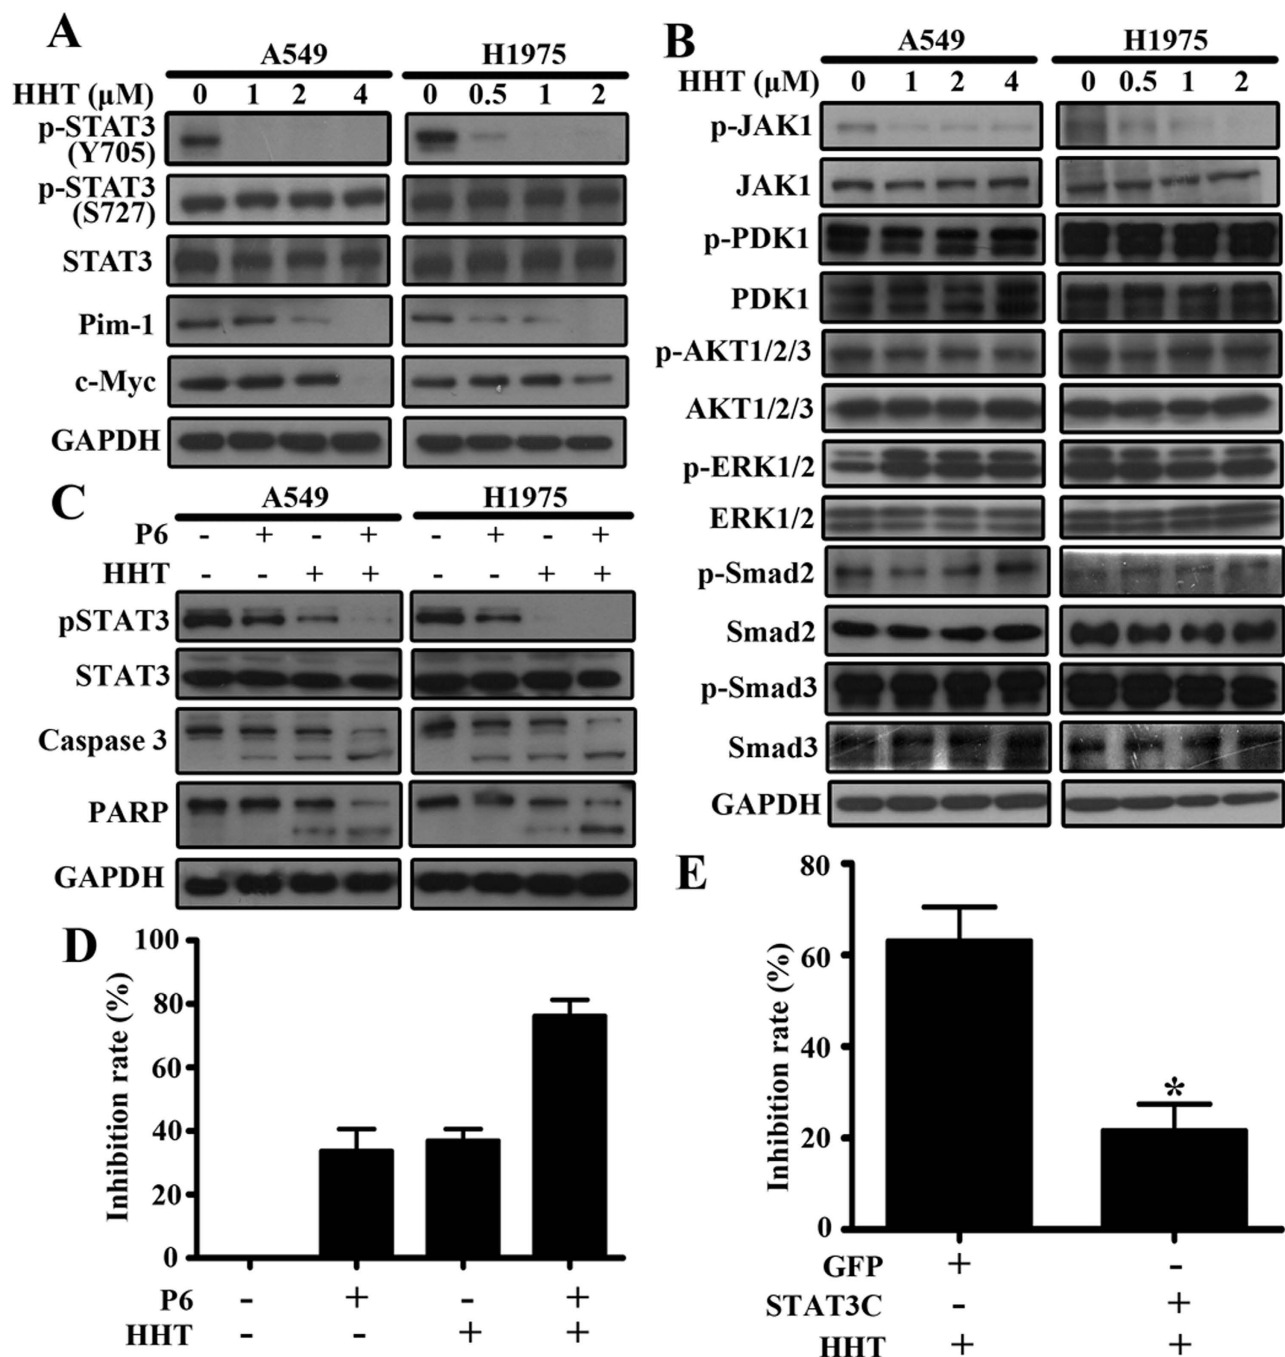 A
A549 H1975
HHT (μM) 0 1 2 4 0 0.5 1 2
p-STAT3
(Y705)
p-STAT3
(S727)
STAT3
Pim-1
c-Myc
GAPDH
B
A549 H1975
HHT (μM) 0 1 2 4 0 0.5 1 2
p-JAK1
JAK1
p-PDK1
PDK1
p-AKT1/2/3
AKT1/2/3
p-ERK1/2
ERK1/2
p-Smad2
Smad2
p-Smad3
Smad3
GAPDH
C
A549 H1975
P6 - + - + - + - +
HHT - - + + - - + +
pSTAT3
STAT3
Caspase 3
PARP
GAPDH
D
Inhibition rate (%)
100
80
60
40
20
0
P6 - + - +
HHT - - + +
E
Inhibition rate (%)
80
60
40
20
0
*
GFP + -
STAT3C - +
HHT + +